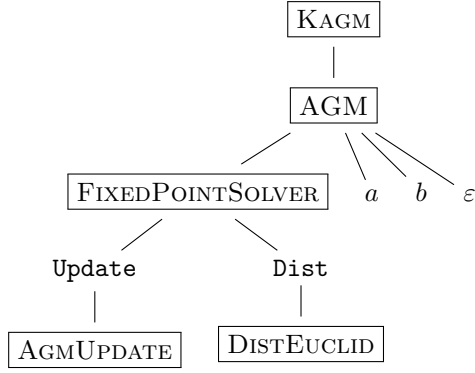 KAGM
AGM
FIXEDPOINTSOLVER a b ε
Update Dist
AGMUPDATE DISTEUCLID